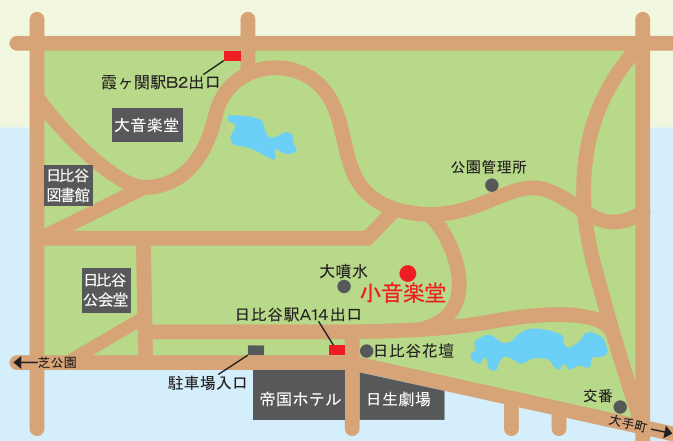 霞ヶ関駅B2出口
大音楽堂
日比谷
図書館
公園管理所
大噴水
小音楽堂
日比谷
公会堂
日比谷駅A14出口
日比谷花壇
芝公園
駐車場入口
帝国ホテル
日生劇場
交番
大手町